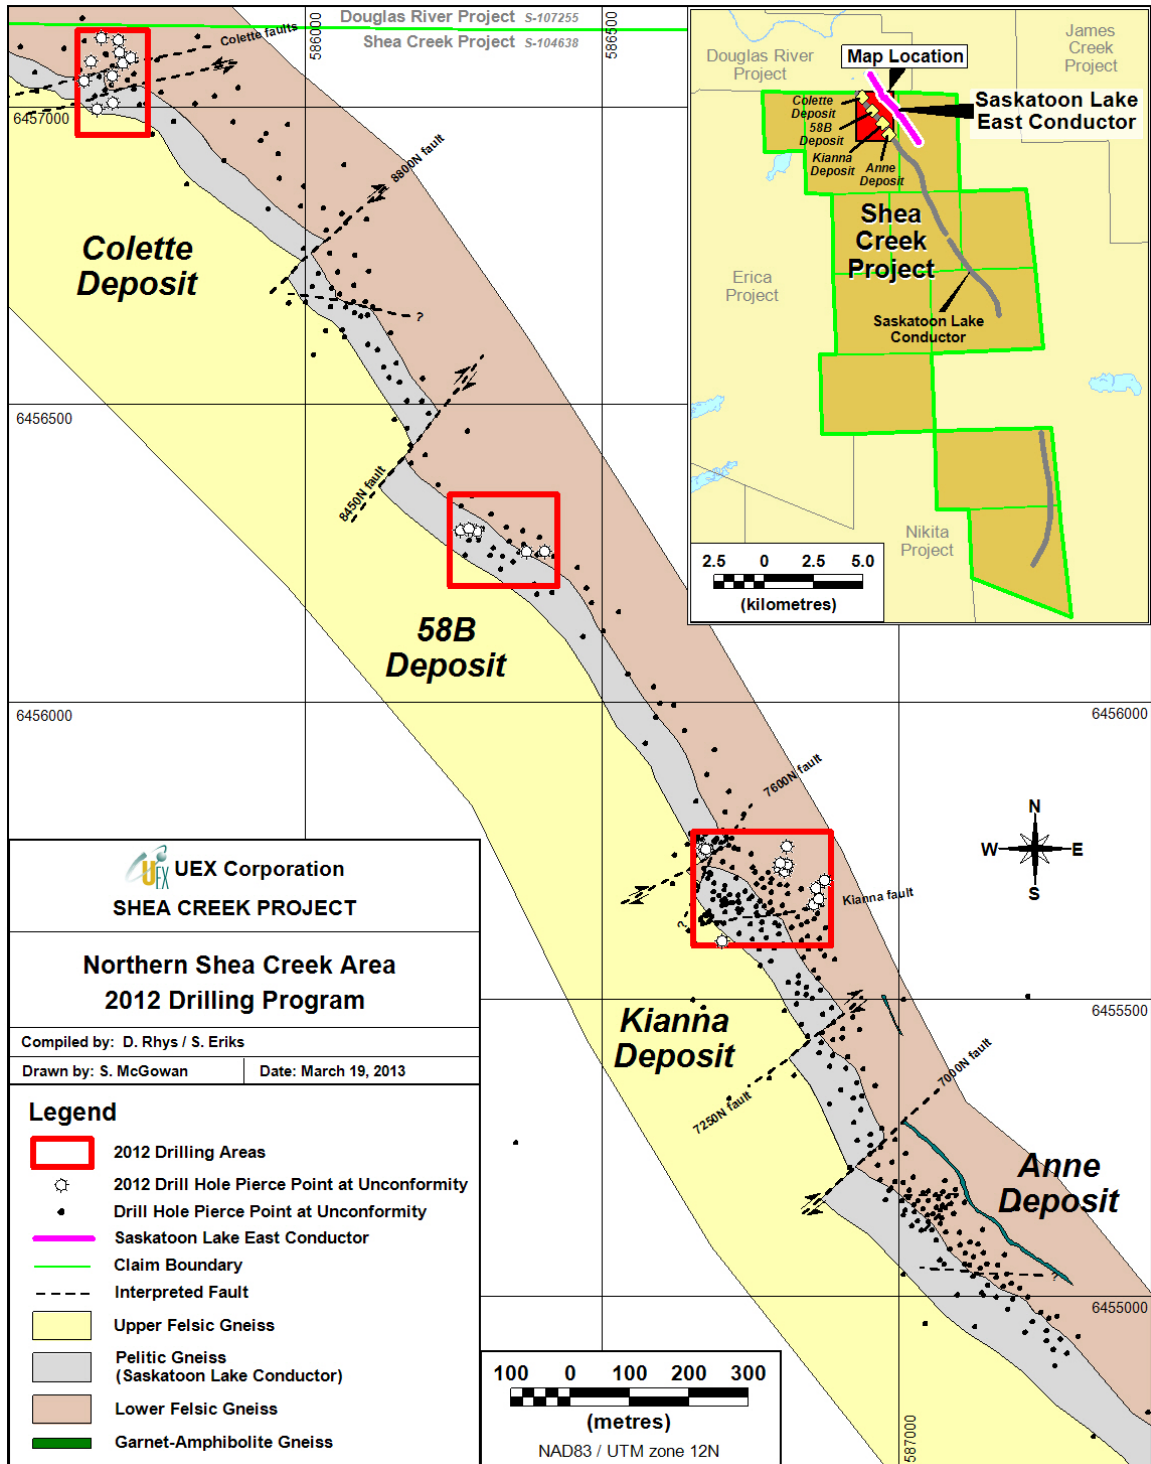 Douglas River Project S-107255
Shea Creek Project S-104638
586000
586500
Colette faults
6457000
8800N fault
Colette
Deposit
?
6456500
8450N fault
58B
Deposit
6456000
6456000
7600N fault
Kianna fault
?
N
W
E
S
Kianna
Deposit
6455500
7250N fault
7000N fault
Anne
Deposit
?
6455000
587000
James
Creek
Project
Douglas River
Project
Map Location
Saskatoon Lake
East Conductor
Colette
Deposit
58B
Deposit
Kianna
Deposit
Anne
Deposit
Shea
Creek
Project
Erica
Project
Saskatoon Lake
Conductor
Nikita
Project
2.5 0 2.5 5.0
(kilometres)
UEX UEX Corporation
SHEA CREEK PROJECT
Northern Shea Creek Area
2012 Drilling Program
Compiled by: D. Rhys / S. Eriks
Drawn by: S. McGowan Date: March 19, 2013
Legend
2012 Drilling Areas
2012 Drill Hole Pierce Point at Unconformity
Drill Hole Pierce Point at Unconformity
Saskatoon Lake East Conductor
Claim Boundary
Interpreted Fault
Upper Felsic Gneiss
Pelitic Gneiss
(Saskatoon Lake Conductor)
Lower Felsic Gneiss
Garnet-Amphibolite Gneiss
100 0 100 200 300
(metres)
NAD83 / UTM zone 12N